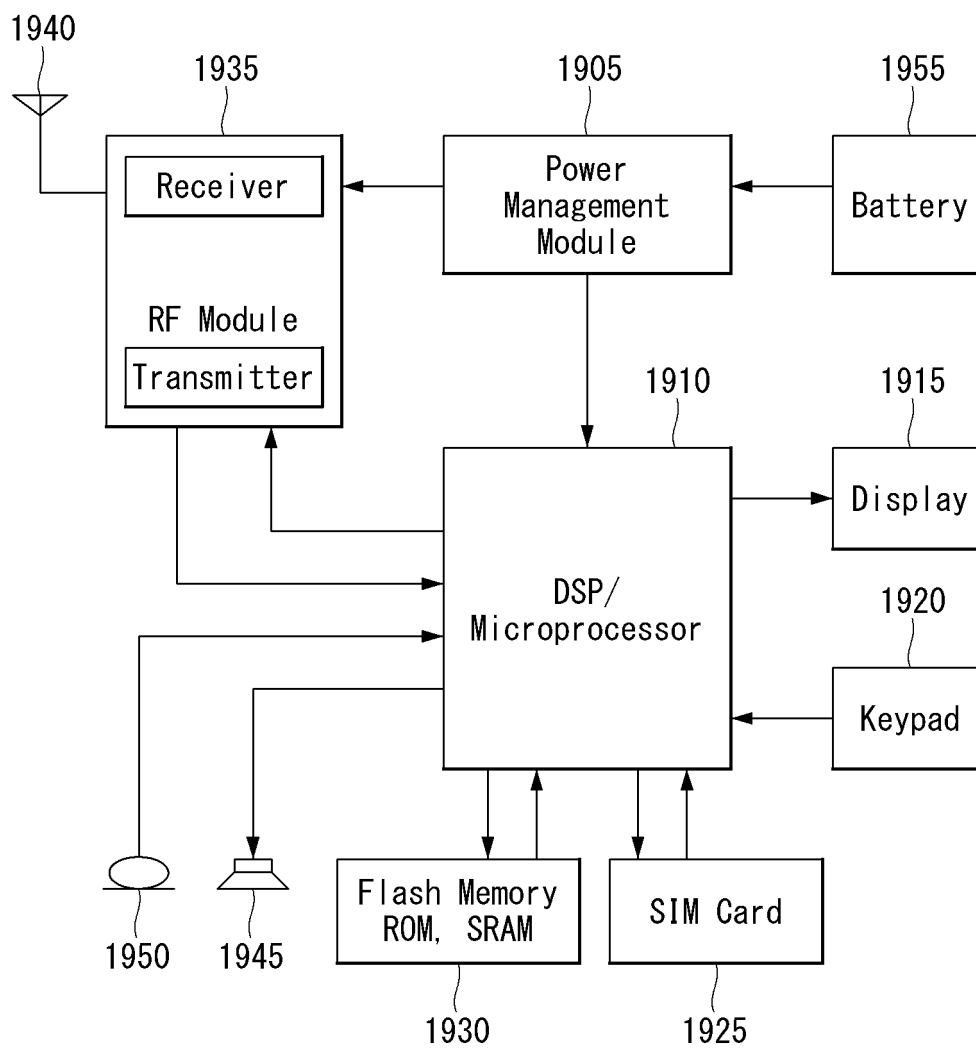 1940
1935
1905
1955
Receiver
RF Module
Transmitter
Power
Management
Module
Battery
1910
1915
DSP/
Microprocessor
Display
1920
Keypad
1950
1945
Flash Memory
ROM, SRAM
SIM Card
1930
1925